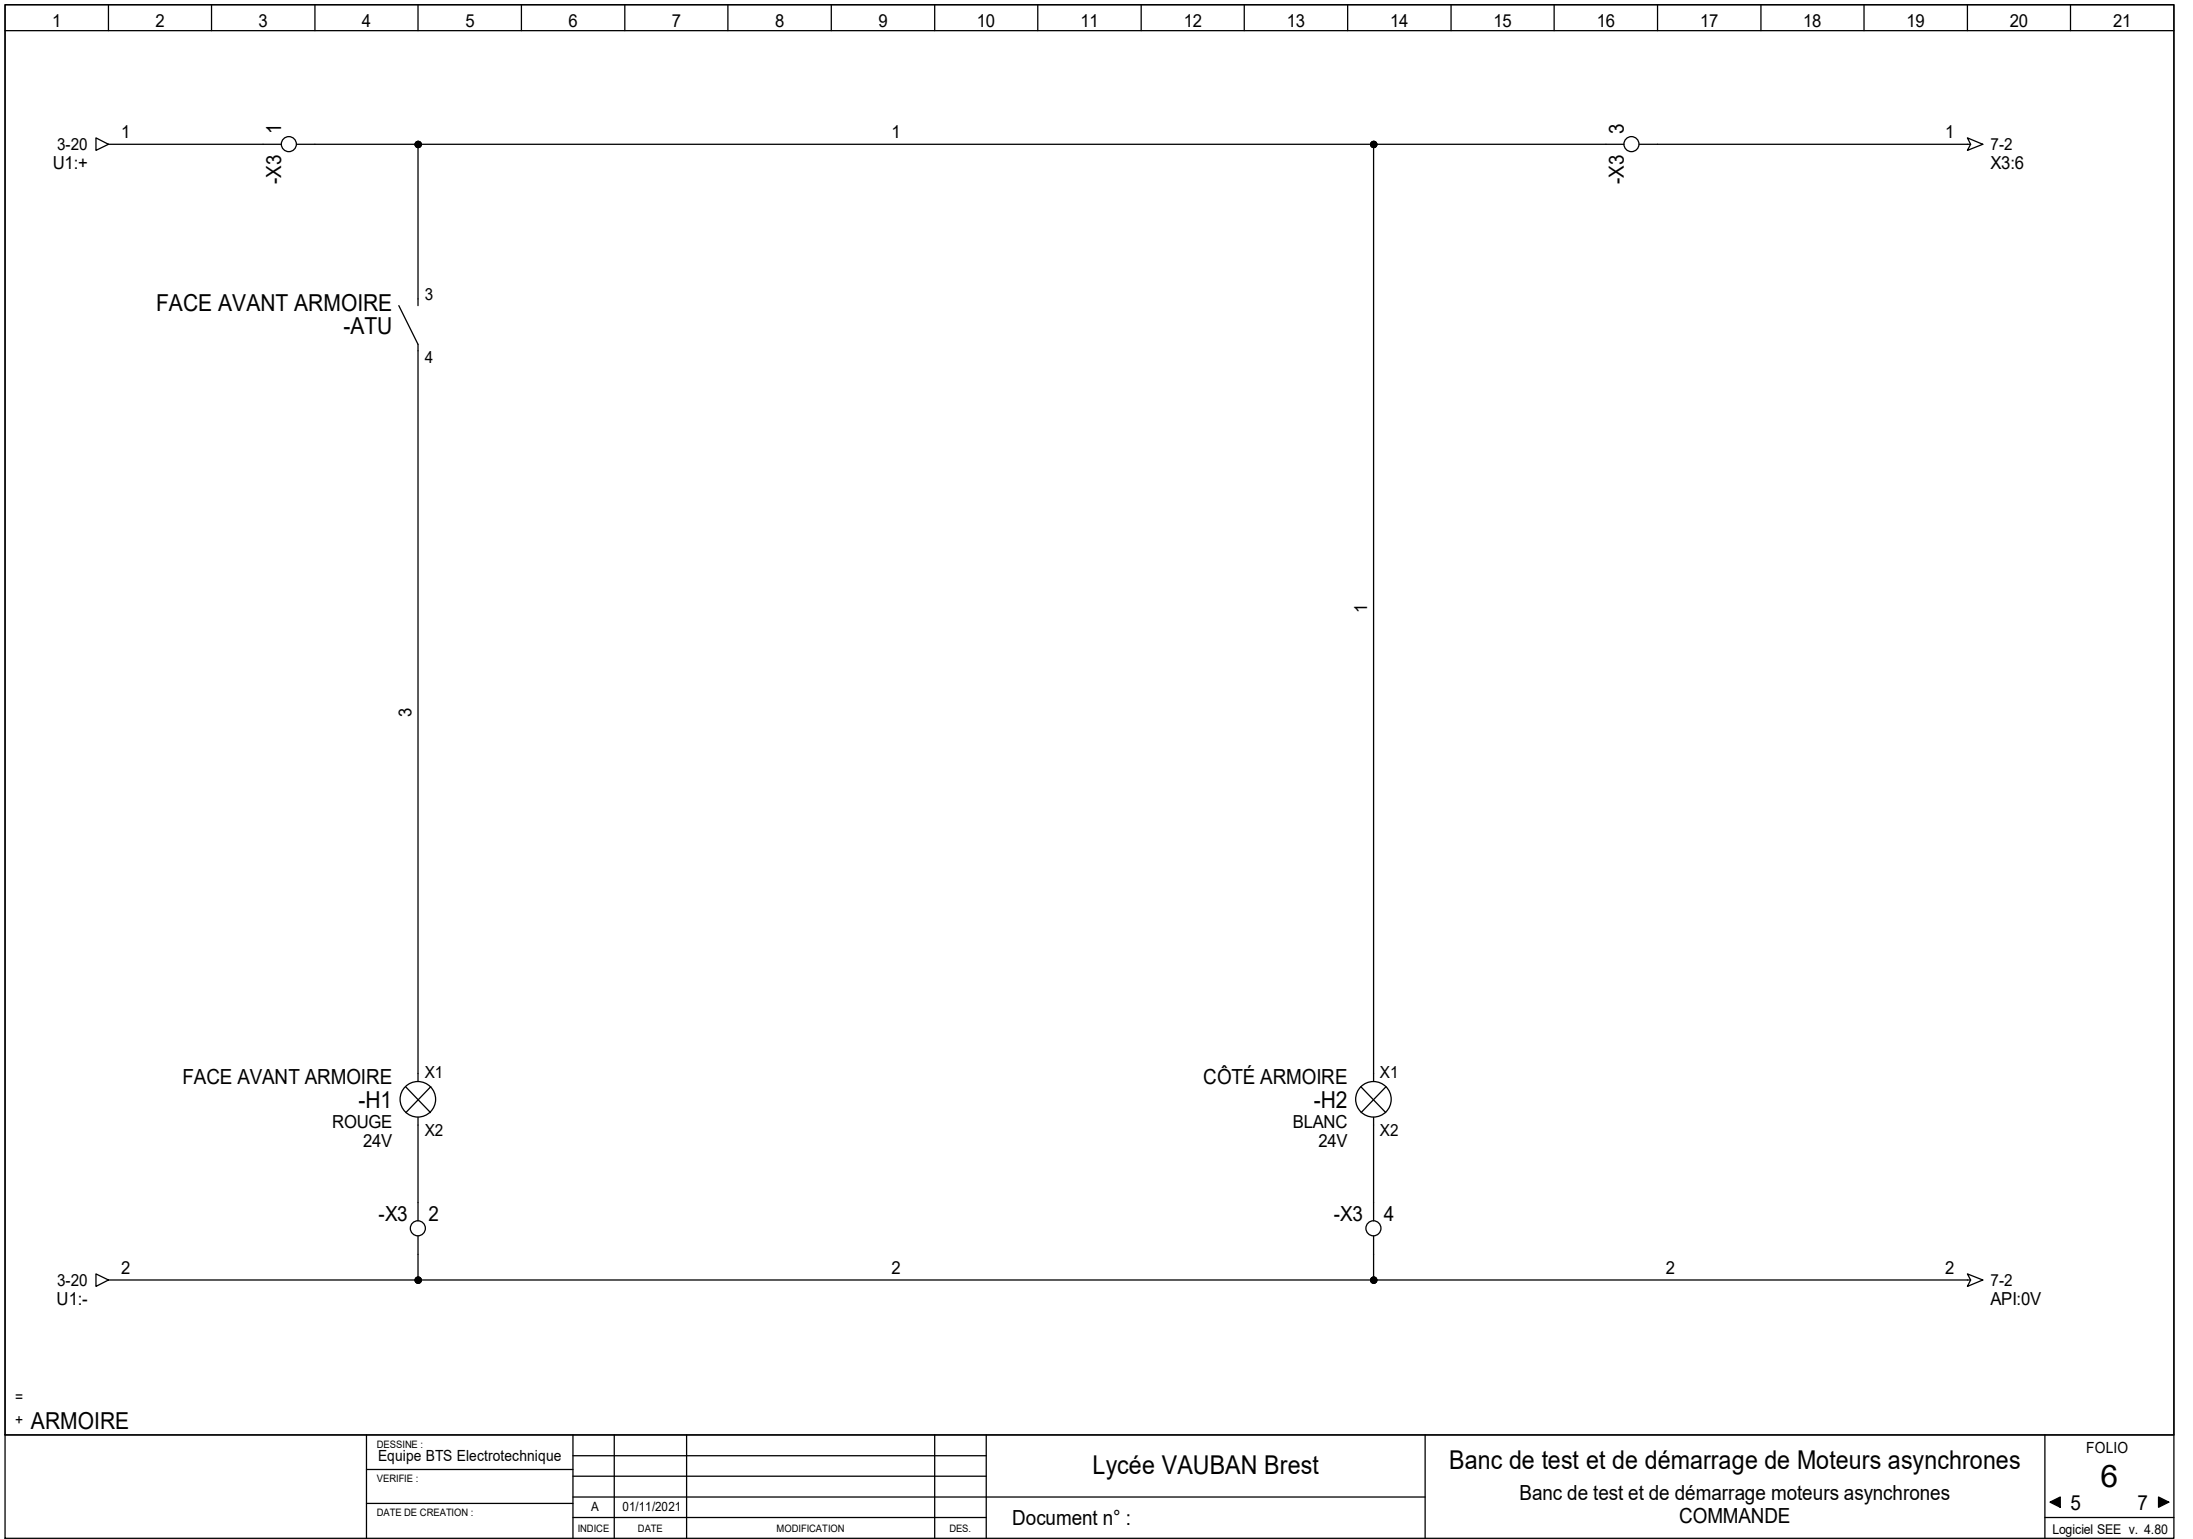 1 2 3 4 5 6 7 8 9 10 11 12 13 14 15 16 17 18 19 20 21
3-20 1 -X3 1 1 -X3 3 1 7-2
U1:+ X3:6
3
FACE AVANT ARMOIRE
-ATU
4
1
3
FACE AVANT ARMOIRE X1
-H1
ROUGE X2
24V
CÔTÉ ARMOIRE X1
-H2
BLANC X2
24V
-X3 2
-X3 4
3-20 2 2 2 2 7-2
U1:- API:0V
=
+ ARMOIRE
DESSINE :
Equipe BTS Electrotechnique
VERIFIE :
DATE DE CREATION :
A 01/11/2021
INDICE DATE MODIFICATION DES.
Lycée VAUBAN Brest
Document n° :
Banc de test et de démarrage de Moteurs asynchrones
Banc de test et de démarrage moteurs asynchrones
COMMANDE
FOLIO
6
5 7
Logiciel SEE v. 4.80